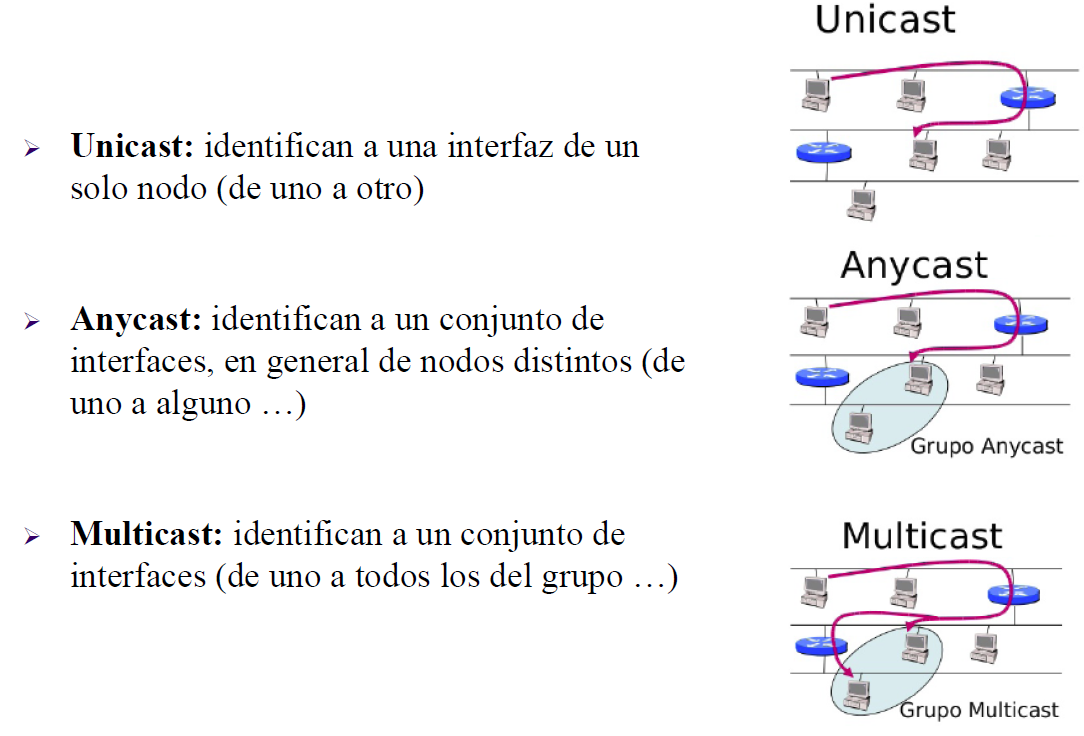 Unicast
➢ Unicast: identifican a una interfaz de un
solo nodo (de uno a otro)
Anycast
➢ Anycast: identifican a un conjunto de
interfaces, en general de nodos distintos (de
uno a alguno …)
Grupo Anycast
Multicast
➢ Multicast: identifican a un conjunto de
interfaces (de uno a todos los del grupo …)
Grupo Multicast